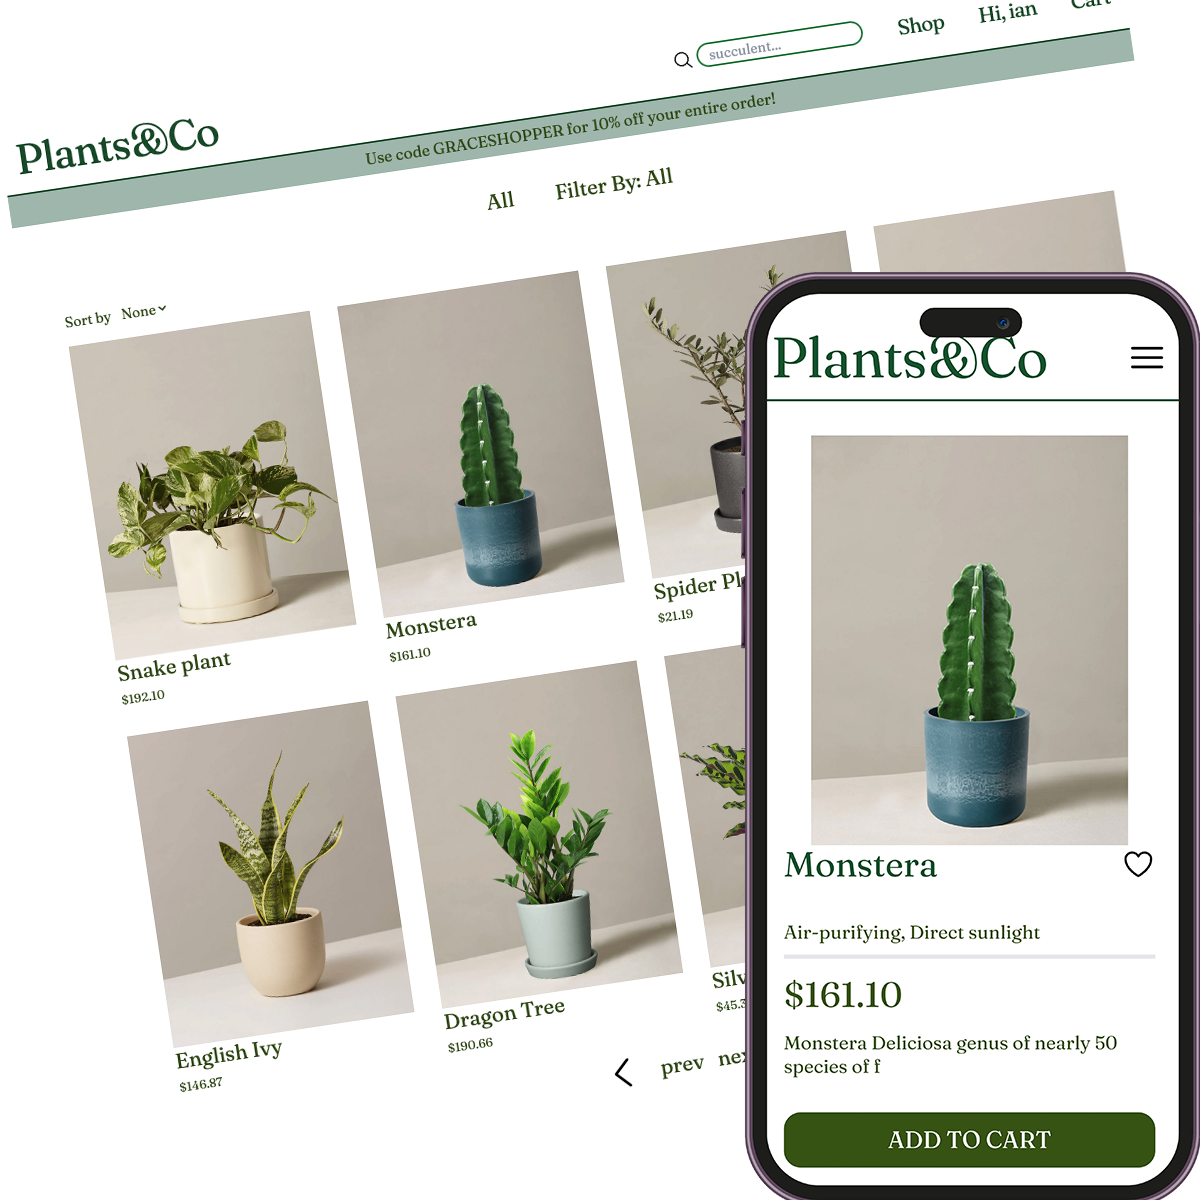 succulent...
Shop
Hi, ian
Cart
Plants&Co
Use code GRACESHOPPER for 10% off your entire order!
All
Filter By: All
Sort by None
Snake plant
$192.10
Monstera
$161.10
Spider Pl
$21.19
English Ivy
$146.87
Dragon Tree
$190.66
Silv
$45.3
prev
nex
Plants&Co
Monstera
Air-purifying, Direct sunlight
$161.10
Monstera Deliciosa genus of nearly 50
species of f
ADD TO CART